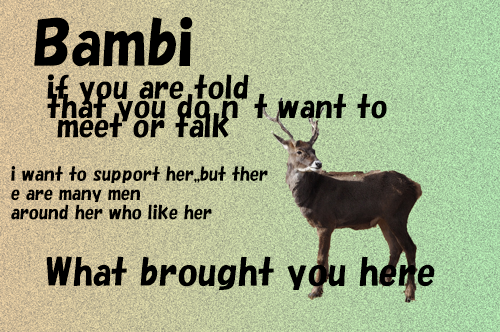 Bambi
if you are told
that you do n't want to
meet or talk
i want to support her,,but ther
e are many men
around her who like her
What brought you here